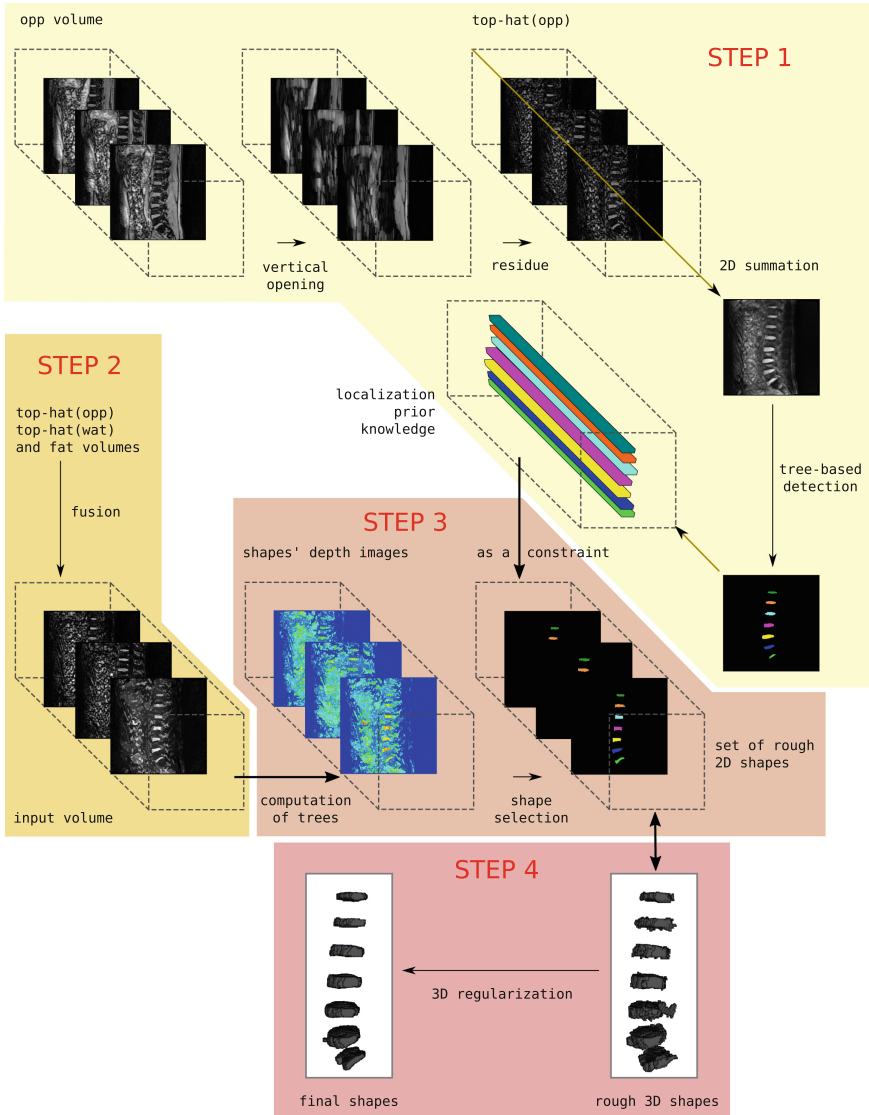 opp volume
top-hat(opp)
STEP 1
vertical
opening
residue
2D summation
localization
prior
knowledge
tree-based
detection
STEP 2
top-hat(opp)
top-hat(wat)
and fat volumes
fusion
input volume
STEP 3
shapes' depth images
as a constraint
computation
of trees
shape
selection
set of rough
2D shapes
STEP 4
3D regularization
final shapes
rough 3D shapes